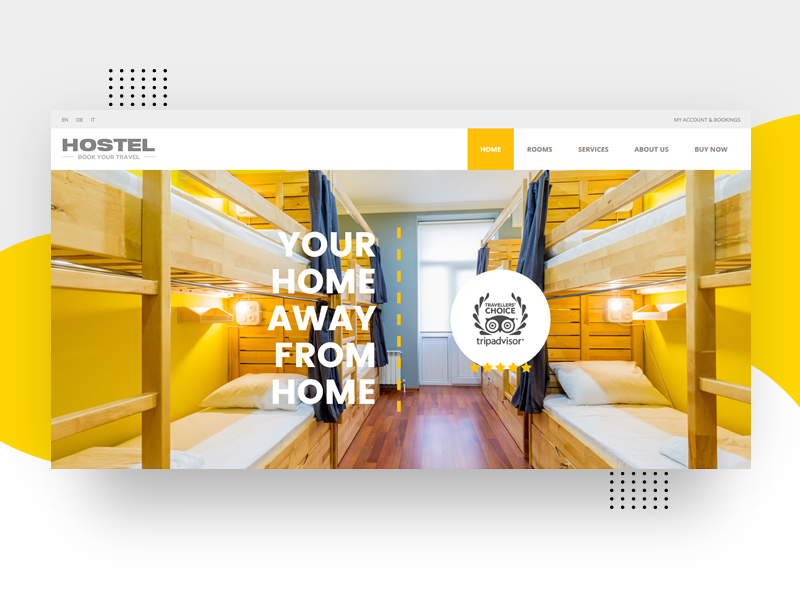 EN DE IT
MY ACCOUNT & BOOKINGS
HOSTEL
BOOK YOUR TRAVEL
HOME ROOMS SERVICES ABOUT US BUY NOW
YOUR
HOME
AWAY
FROM
HOME
TRAVELLERS'
CHOICE
tripadvisor®